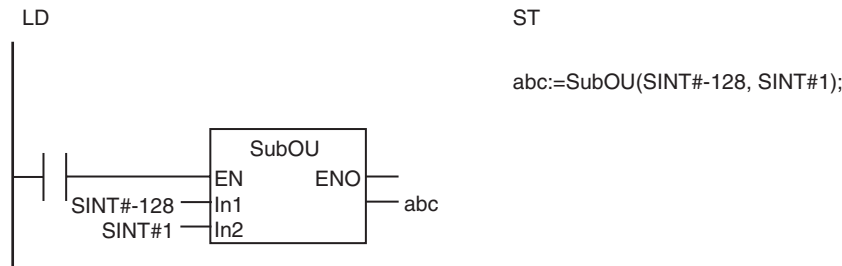 LD
ST
abc:=SubOU(SINT#-128, SINT#1);
SubOU
EN ENO
SINT#-128 In1 abc
SINT#1 In2